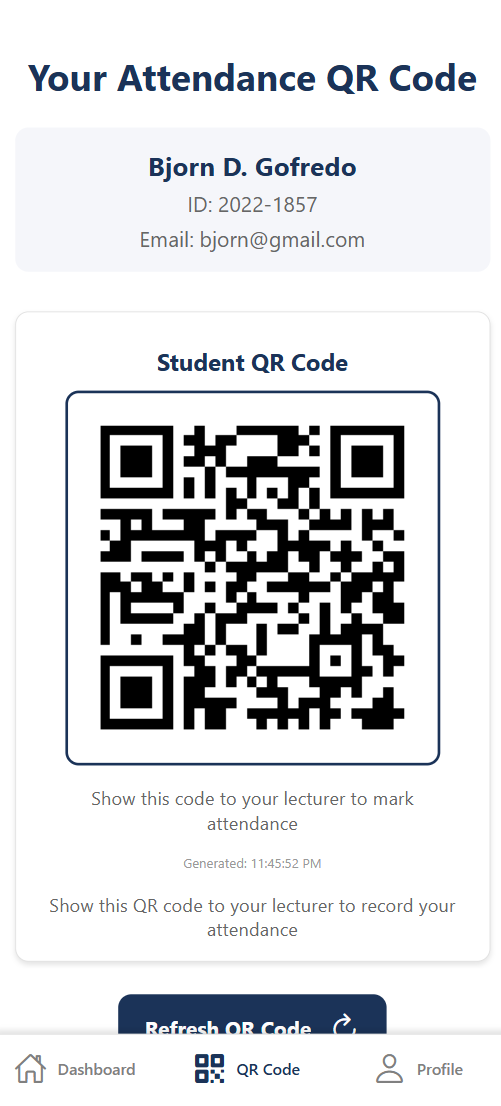 Your Attendance QR Code
Bjorn D. Gofredo
ID: 2022-1857
Email: bjorn@gmail.com
Student QR Code
Show this code to your lecturer to mark
attendance
Generated: 11:45:52 PM
Show this QR code to your lecturer to record your
attendance
Refresh QR Code
Dashboard
QR Code
Profile